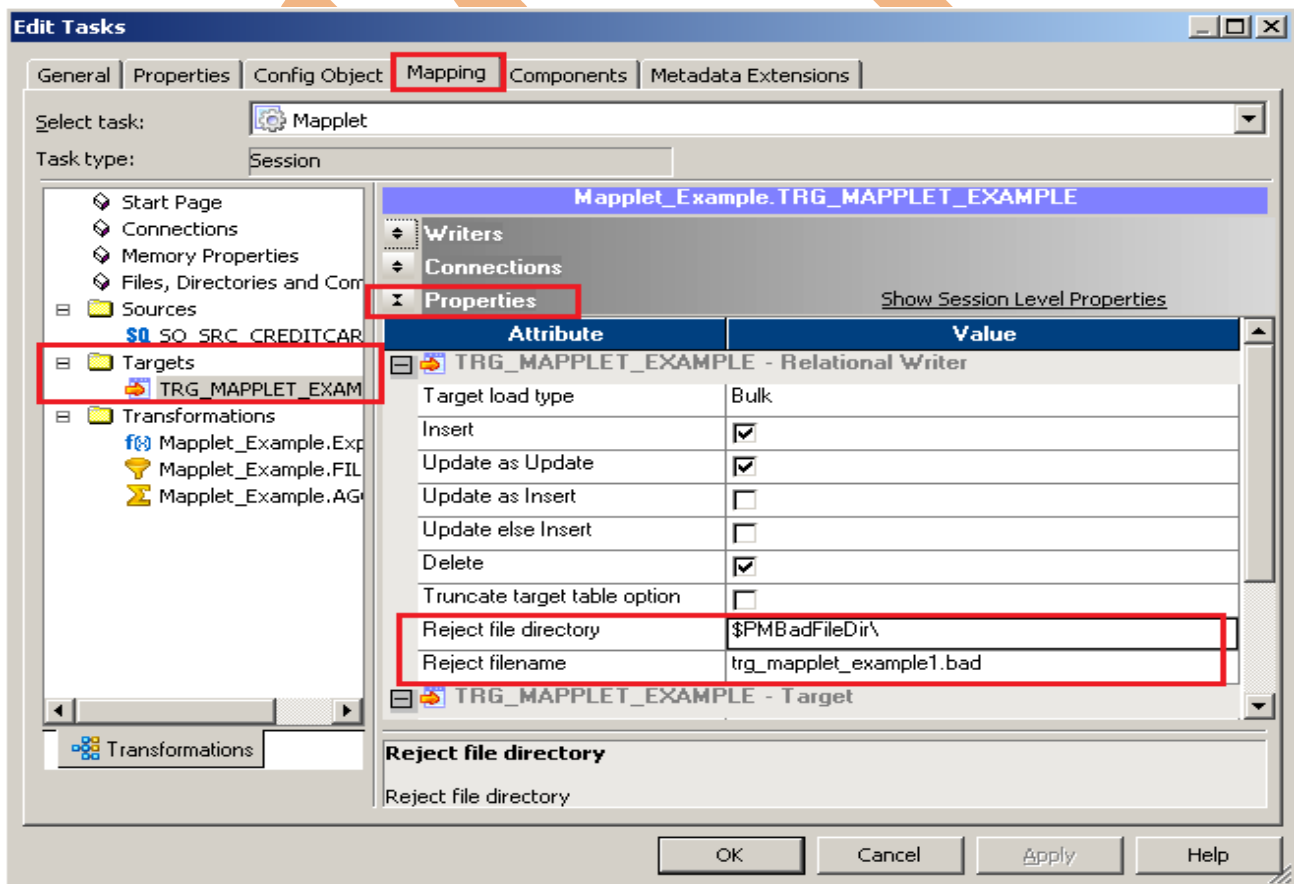 Edit Tasks
General Properties Config Object Mapping Components Metadata Extensions
Select task: Mapplet
Task type: Session
Start Page
Connections
Memory Properties
Files, Directories and Com
Sources
SQ SO_SRC_CREDITCAR
Targets
TRG_MAPPLET_EXAM
Transformations
f(x) Mapplet_Example.Exp
Mapplet_Example.FIL
Mapplet_Example.AG
Transformations
Mapplet_Example.TRG_MAPPLET_EXAMPLE
Writers
Connections
Properties Show Session Level Properties
Attribute Value
TRG_MAPPLET_EXAMPLE - Relational Writer
Target load type Bulk
Insert
Update as Update
Update as Insert
Update else Insert
Delete
Truncate target table option
Reject file directory $PMBadFileDir\
Reject filename trg_mapplet_example1.bad
TRG_MAPPLET_EXAMPLE - Target
Reject file directory
Reject file directory
OK Cancel Apply Help